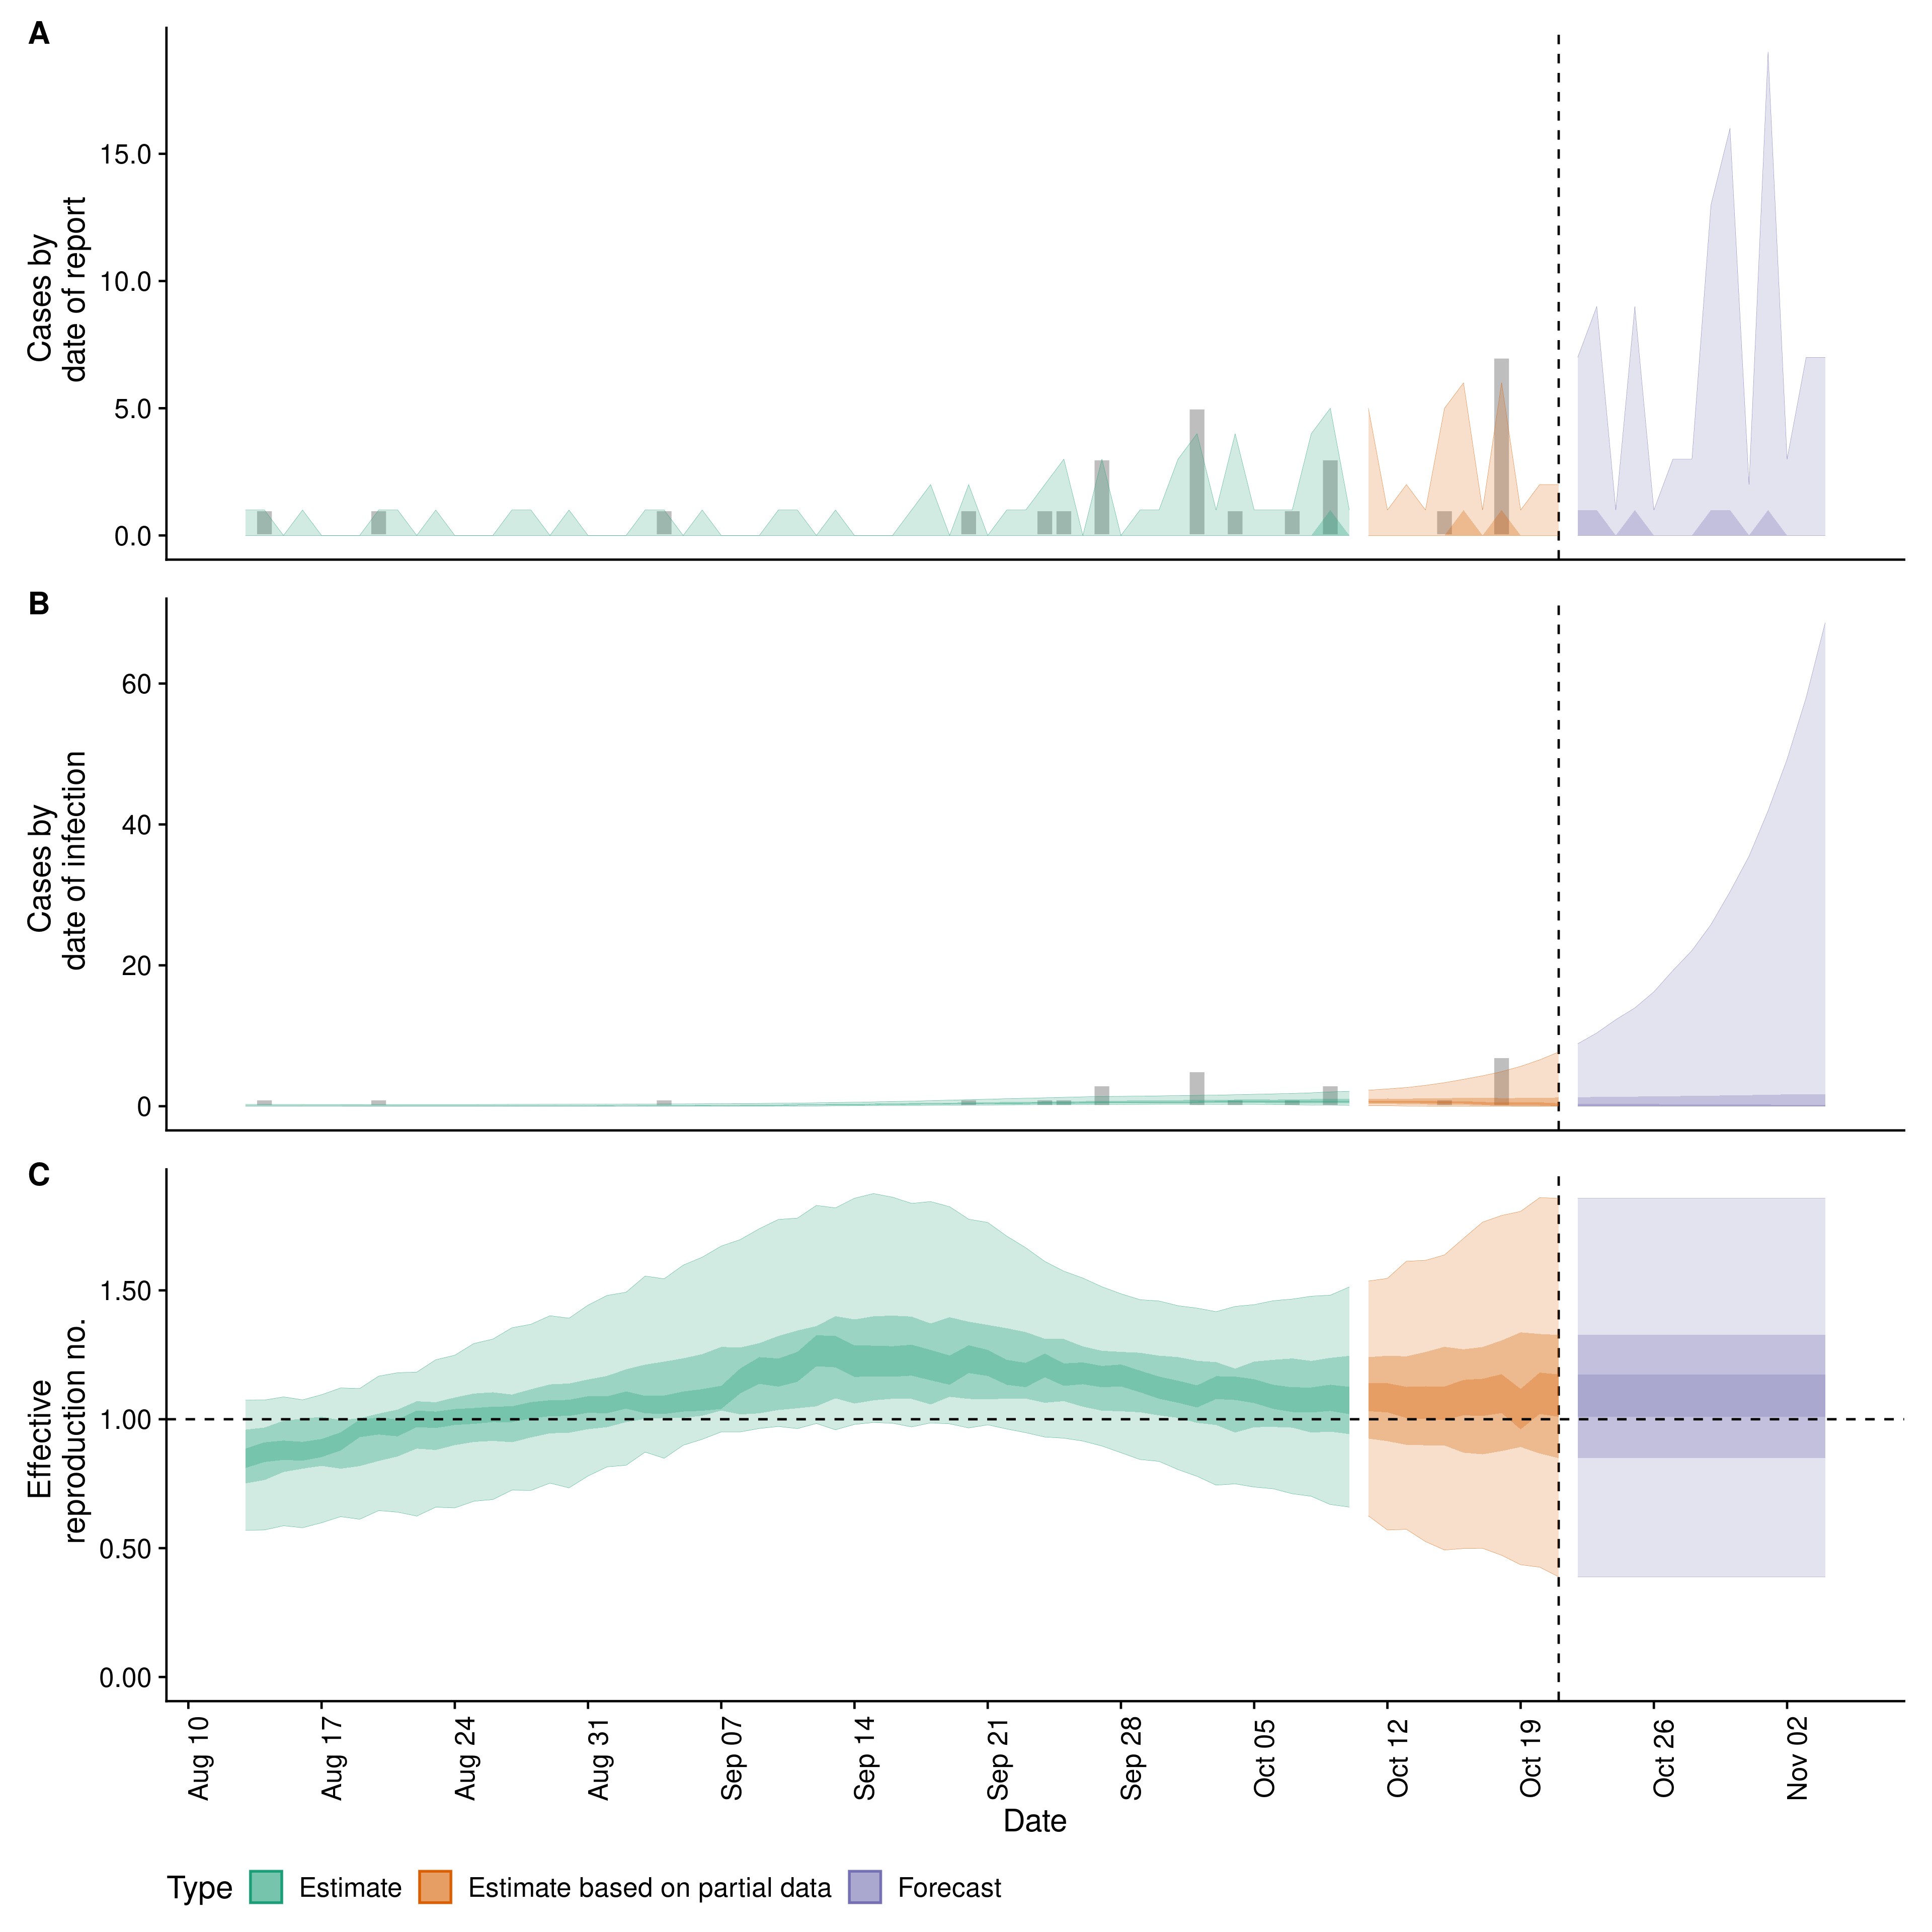 A
Cases by
date of report
15.0
10.0
5.0
0.0
B
Cases by
date of infection
60
40
20
0
C
Effective
reproduction no.
1.50
1.00
0.50
0.00
Aug 10
Aug 17
Aug 24
Aug 31
Sep 07
Sep 14
Sep 21
Sep 28
Oct 05
Oct 12
Oct 19
Oct 26
Nov 02
Date
Type Estimate Estimate based on partial data Forecast